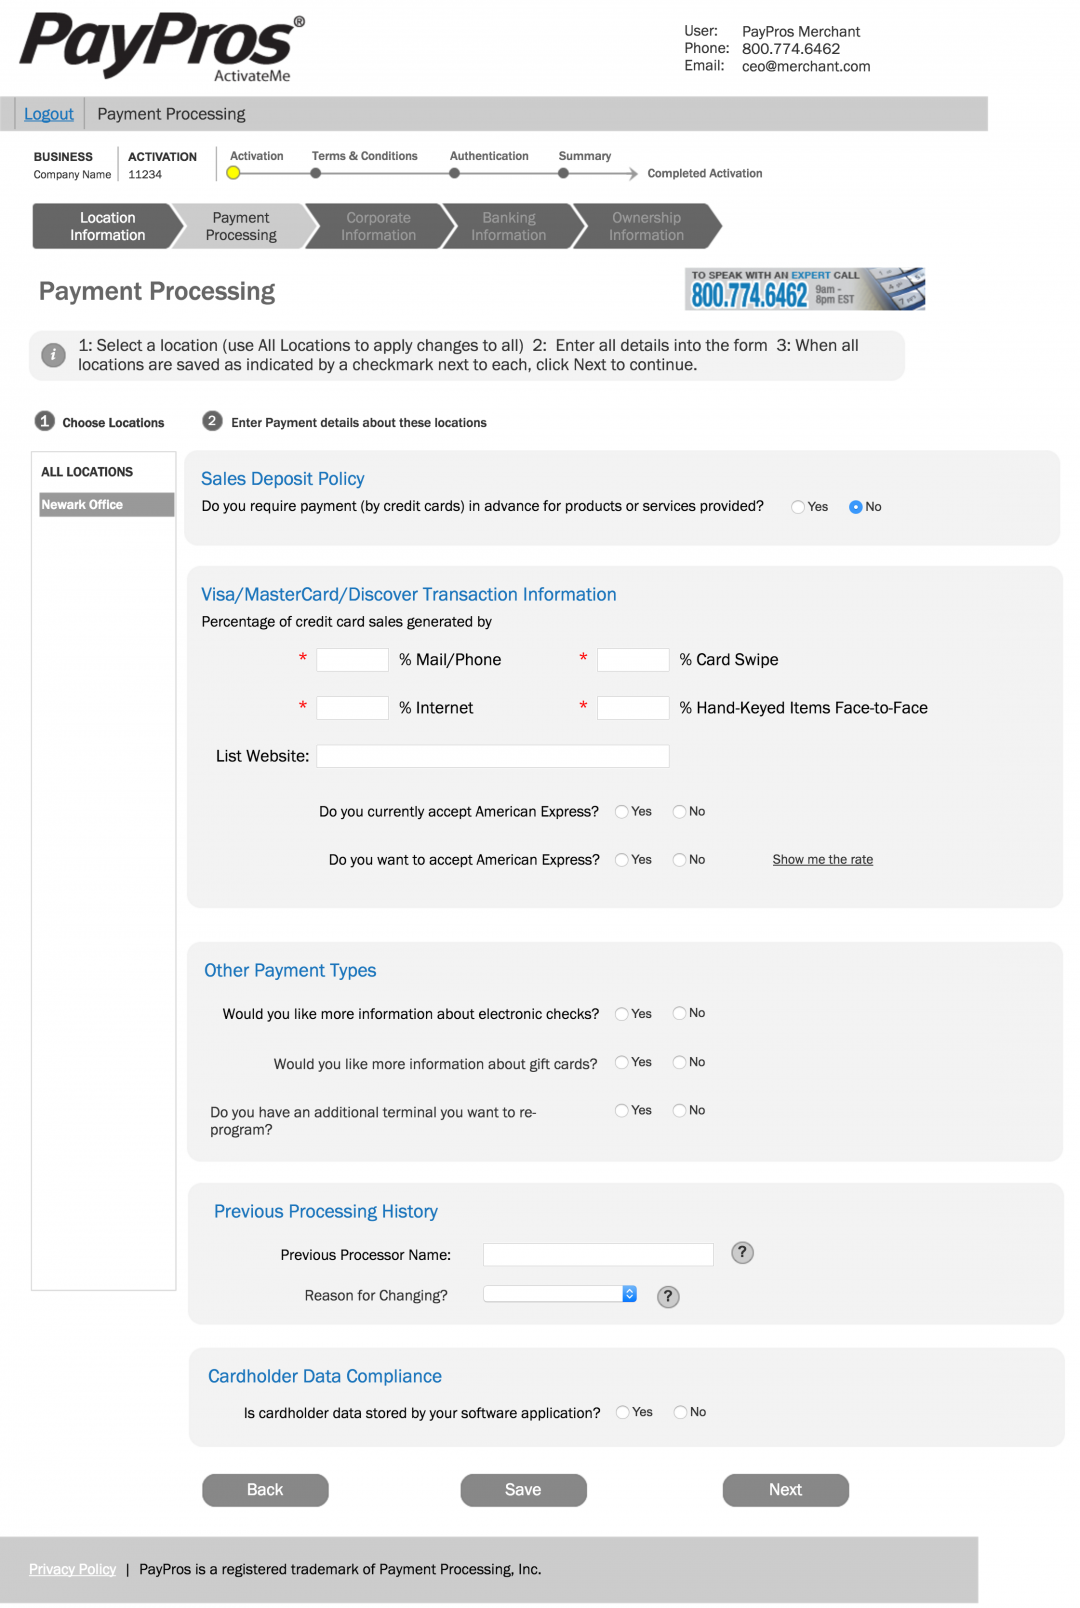 PayPros®
ActivateMe
User: PayPros Merchant
Phone: 800.774.6462
Email: ceo@merchant.com
Logout Payment Processing
BUSINESS
Company Name
ACTIVATION
11234
Activation Terms & Conditions Authentication Summary
Completed Activation
Location Information
Payment Processing
Corporate Information
Banking Information
Ownership Information
Payment Processing
TO SPEAK WITH AN EXPERT CALL
800.774.6462 9am - 8pm EST
i
1: Select a location (use All Locations to apply changes to all) 2: Enter all details into the form 3: When all
locations are saved as indicated by a checkmark next to each, click Next to continue.
1 Choose Locations
2 Enter Payment details about these locations
ALL LOCATIONS
Newark Office
Sales Deposit Policy
Do you require payment (by credit cards) in advance for products or services provided? Yes No
Visa/MasterCard/Discover Transaction Information
Percentage of credit card sales generated by
* % Mail/Phone * % Card Swipe
* % Internet * % Hand-Keyed Items Face-to-Face
List Website:
Do you currently accept American Express? Yes No
Do you want to accept American Express? Yes No Show me the rate
Other Payment Types
Would you like more information about electronic checks? Yes No
Would you like more information about gift cards? Yes No
Do you have an additional terminal you want to re- Yes No
program?
Previous Processing History
Previous Processor Name: ?
Reason for Changing? ?
Cardholder Data Compliance
Is cardholder data stored by your software application? Yes No
Back Save Next
Privacy Policy | PayPros is a registered trademark of Payment Processing, Inc.